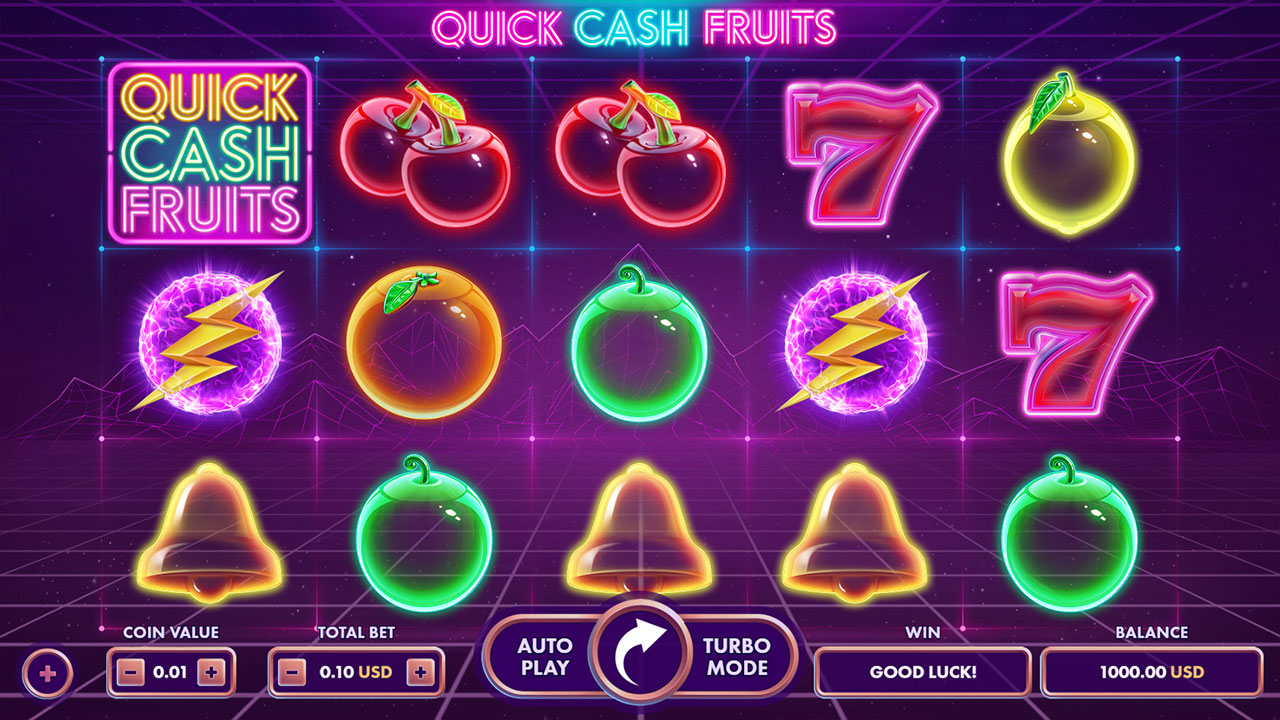 QUICK CASH FRUITS
QUICK
CASH
FRUITS
7
7
COIN VALUE
TOTAL BET
WIN
BALANCE
- 0.01 +
- 0.10 USD +
AUTO
PLAY
TURBO
MODE
GOOD LUCK!
1000.00 USD
+